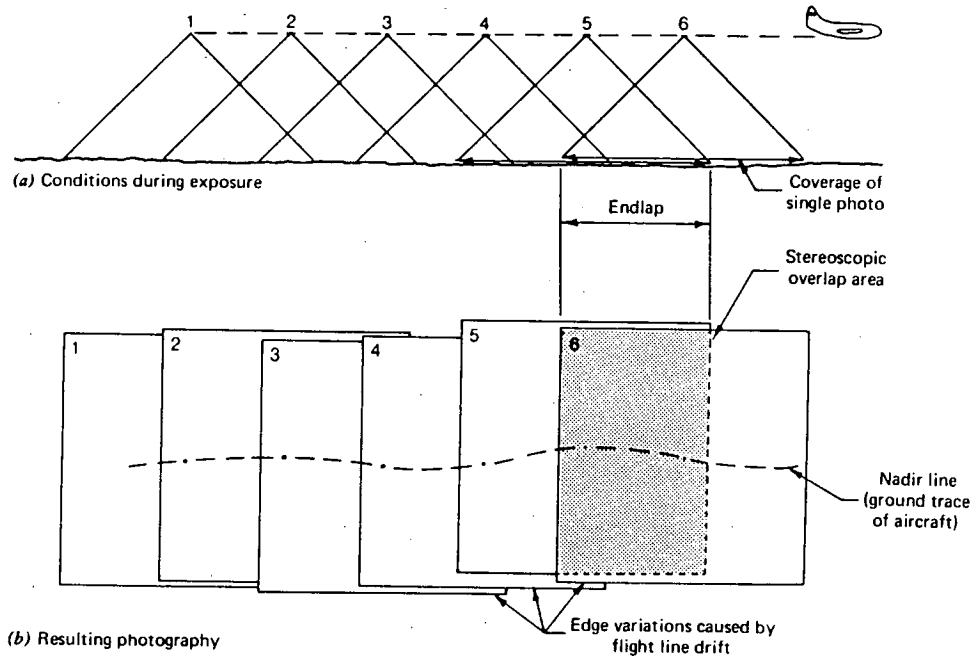 1 2 3 4 5 6
(a) Conditions during exposure
Coverage of
single photo
Endlap
Stereoscopic
overlap area
1 2 3 4 5 6
Nadir line
(ground trace
of aircraft)
Edge variations caused by
flight line drift
(b) Resulting photography